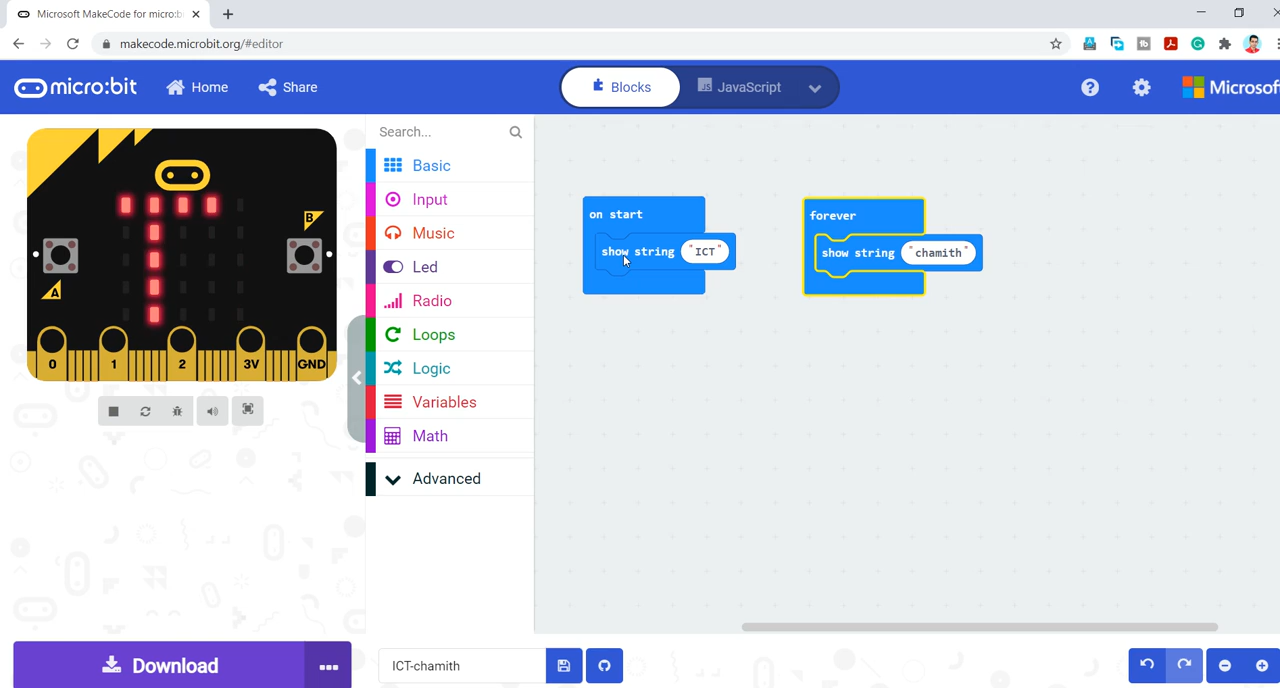 Microsoft MakeCode for micro:bi
makecode.microbit.org/#editor
micro:bit Home Share Blocks JavaScript ? Microsoft
Search...
Basic
Input
Music
Led
Radio
Loops
Logic
Variables
Math
Advanced
B
A
0 1 2 3V GND
on start
show string "ICT"
forever
show string "chamith"
Download ...
ICT-chamith